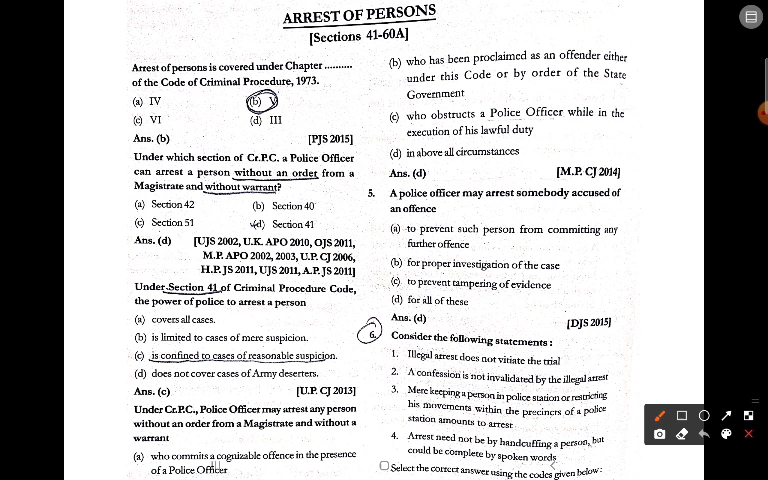 ARREST OF PERSONS
[Sections 41-60A]
Arrest of persons is covered under Chapter ..........
of the Code of Criminal Procedure, 1973.
(a) IV
(b) V
(c) VI
(d) III
Ans. (b) [PJS 2015]
Under which section of Cr.P.C. a Police Officer
can arrest a person without an order from a
Magistrate and without warrant?
(a) Section 42
(b) Section 40
(c) Section 51
(d) Section 41
Ans. (d) [UJS 2002, U.K. APO 2010, OJS 2011,
M.P. APO 2002, 2003, U.P. CJ 2006,
H.P. JS 2011, UJS 2011, A.P. JS 2011]
Under Section 41 of Criminal Procedure Code,
the power of police to arrest a person
(a) covers all cases.
(b) is limited to cases of mere suspicion.
(c) is confined to cases of reasonable suspicion.
(d) does not cover cases of Army deserters.
Ans. (c) [U.P. CJ 2013]
Under Cr.P.C., Police Officer may arrest any person
without an order from a Magistrate and without a
warrant
(a) who commits a cognizable offence in the presence
of a Police Officer
(b) who has been proclaimed as an offender either
under this Code or by order of the State
Government
(c) who obstructs a Police Officer while in the
execution of his lawful duty
(d) in above all circumstances
Ans. (d) [M.P. CJ 2014]
5. A police officer may arrest somebody accused of
an offence
(a) to prevent such person from committing any
further offence
(b) for proper investigation of the case
(c) to prevent tampering of evidence
(d) for all of these
Ans. (d) [DJS 2015]
6. Consider the following statements :
1. Illegal arrest does not vitiate the trial
2. A confession is not invalidated by the illegal arrest
3. Mere keeping a person in police station or restricting
his movements within the precincts of a police
station amounts to arrest
4. Arrest need not be by handcuffing a person, but
could be complete by spoken words
Select the correct answer using the codes given below: